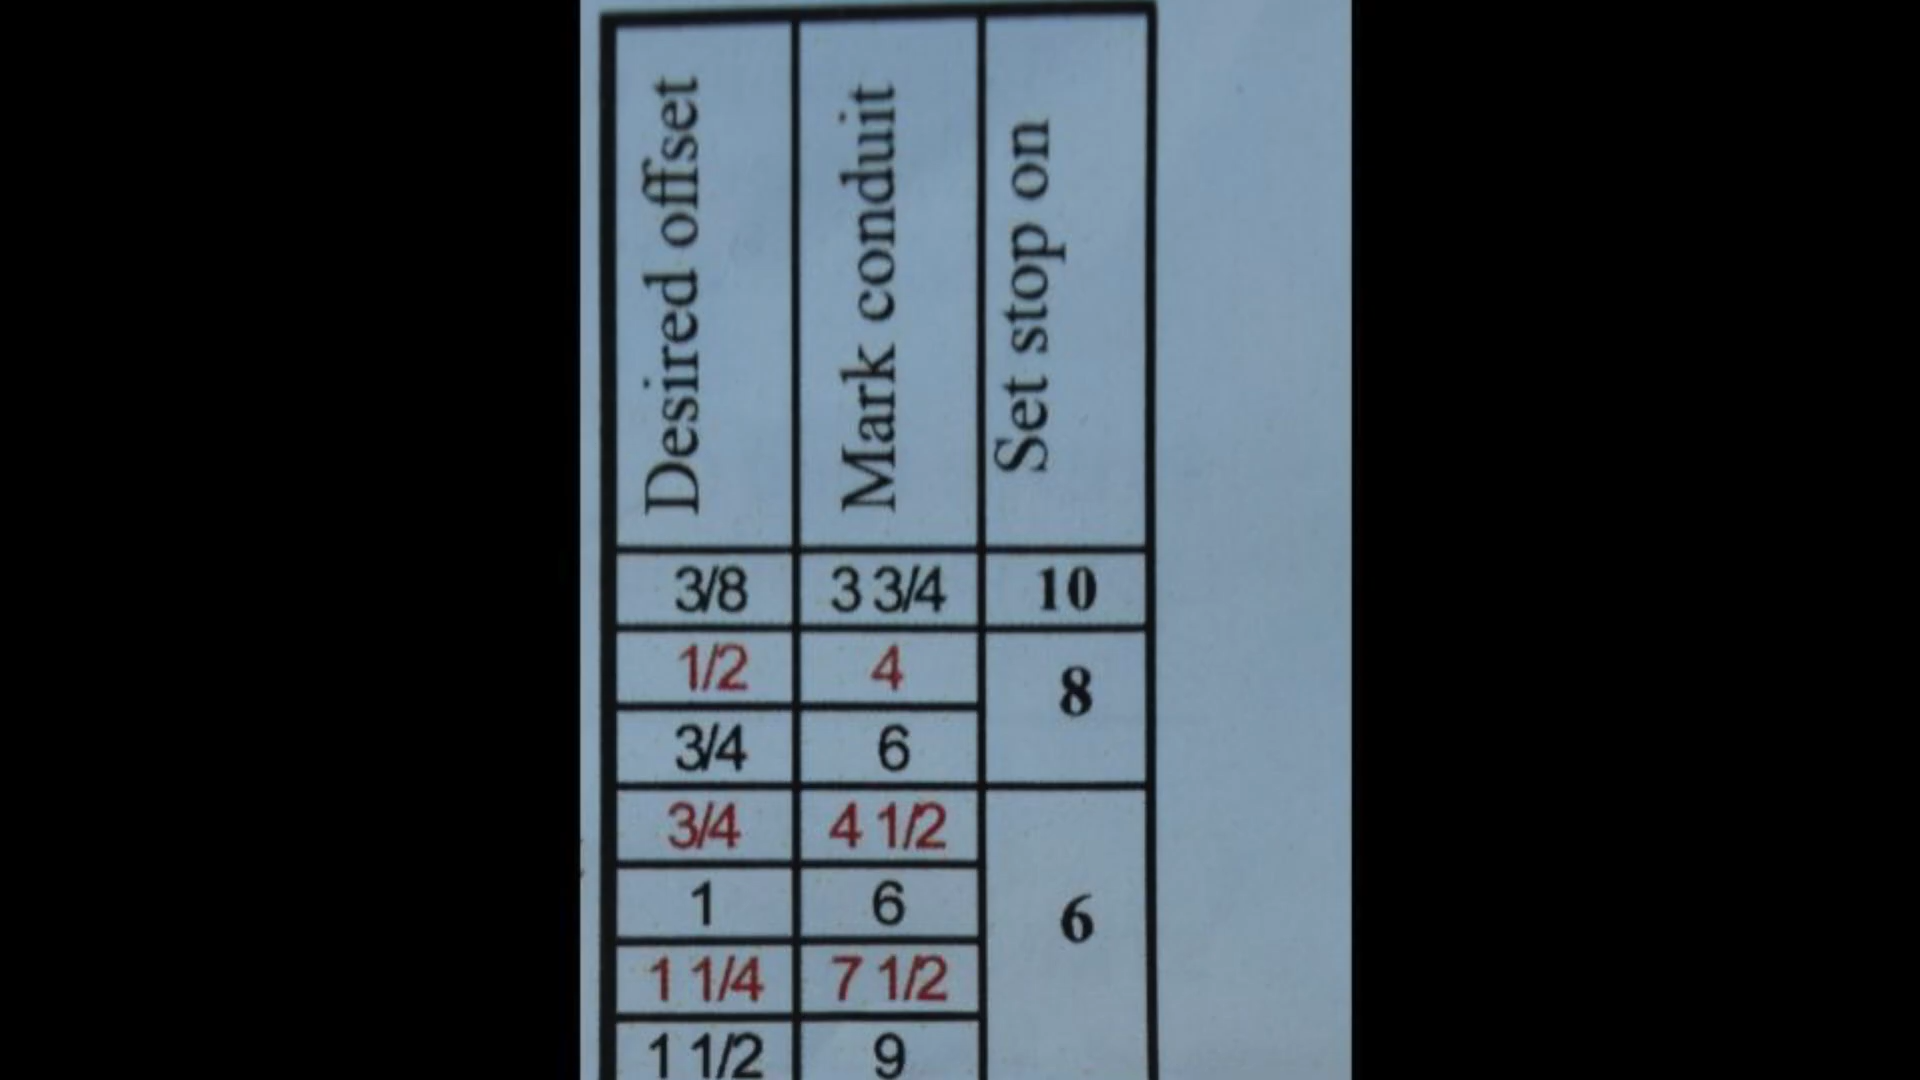 Desired offset Mark conduit Set stop on
3/8 3 3/4 10
1/2 4 8
3/4 6
3/4 4 1/2 6
1 6
1 1/4 7 1/2
1 1/2 9